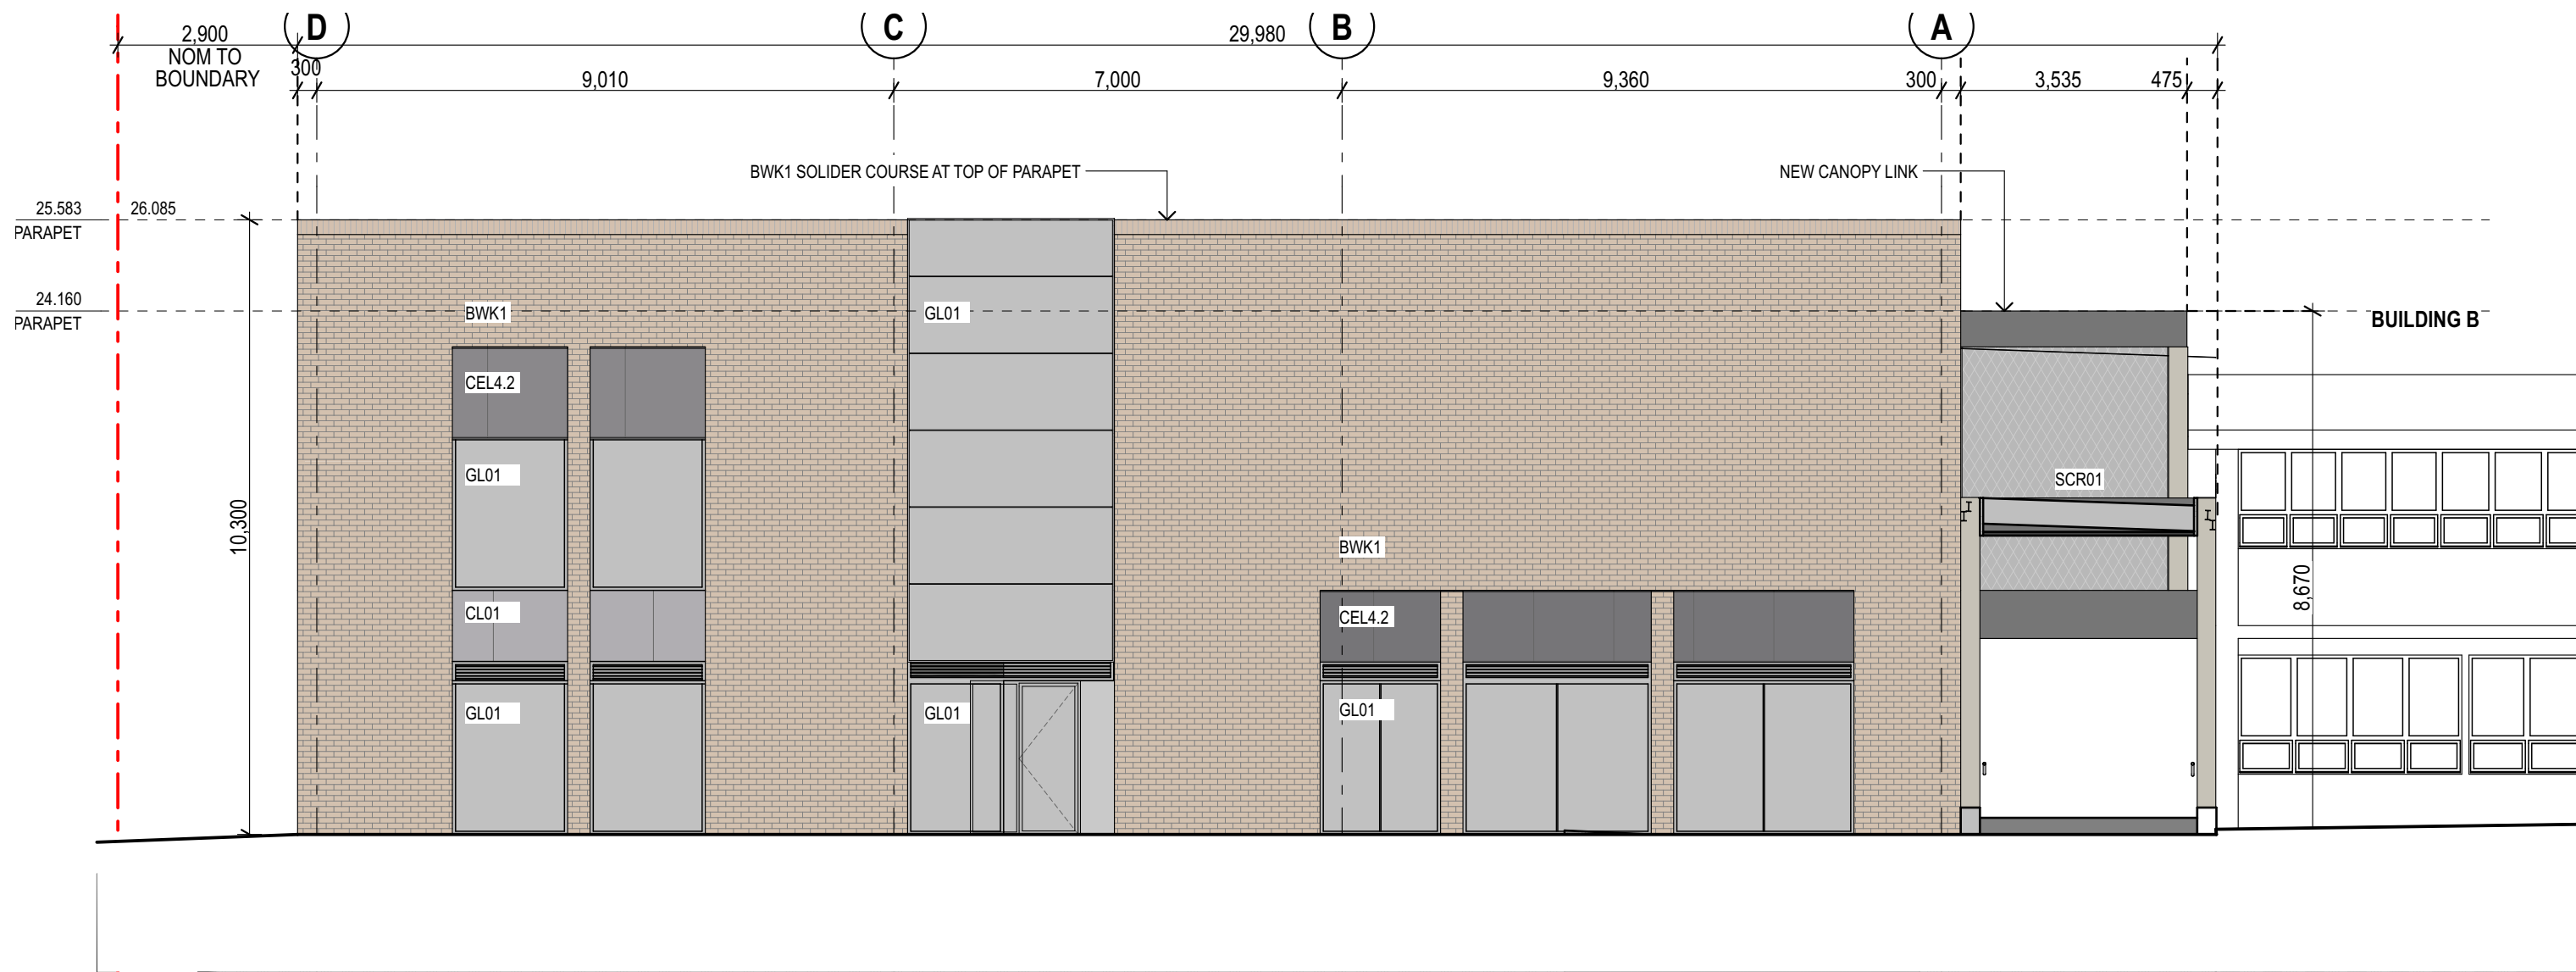 D
C
B
A
2,900
29,980
NOM TO
BOUNDARY
300
9,010
7,000
9,360
300
3,535
475
BWK1 SOLIDER COURSE AT TOP OF PARAPET
NEW CANOPY LINK
25.583
26.085
PARAPET
24.160
PARAPET
BWK1
GL01
BUILDING B
CEL4.2
GL01
SCR01
10,300
BWK1
8,670
CL01
CEL4.2
GL01
GL01
GL01